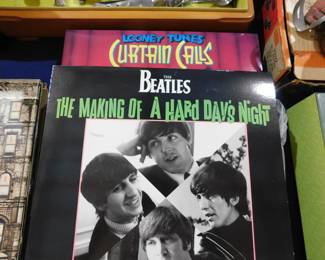 LOONEY TUNES
CURTAIN CALLS
THE
BEATLES
THE MAKING OF A HARD DAY'S NIGHT